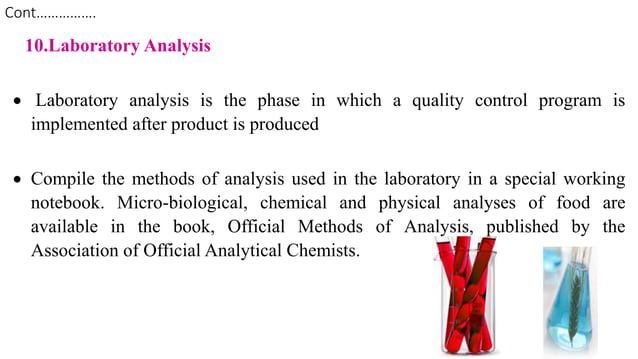 Cont…………….
10.Laboratory Analysis
• Laboratory analysis is the phase in which a quality control program is
implemented after product is produced
• Compile the methods of analysis used in the laboratory in a special working
notebook. Micro-biological, chemical and physical analyses of food are
available in the book, Official Methods of Analysis, published by the
Association of Official Analytical Chemists.